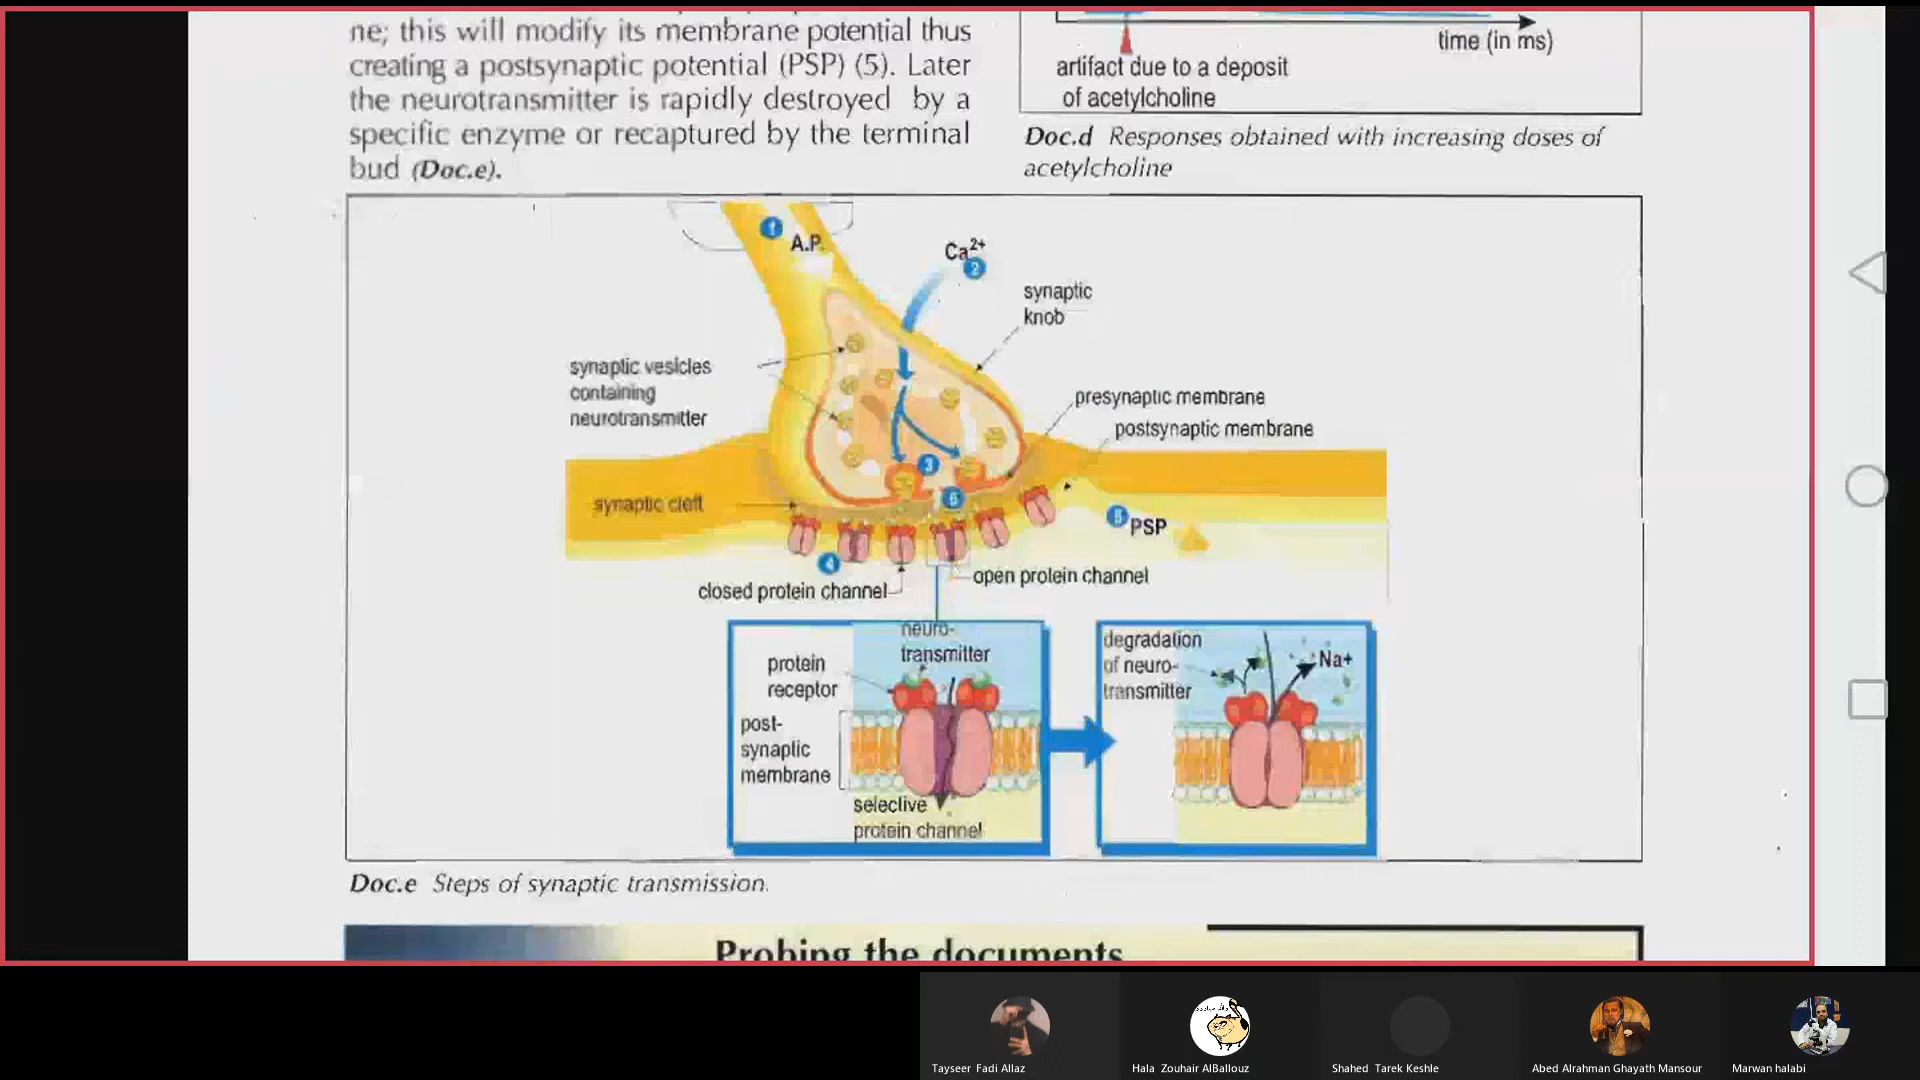 ne; this will modify its membrane potential thus
creating a postsynaptic potential (PSP) (5). Later
the neurotransmitter is rapidly destroyed by a
specific enzyme or recaptured by the terminal
bud (Doc.e).
time (in ms)
artifact due to a deposit
of acetylcholine
Doc.d Responses obtained with increasing doses of
acetylcholine
1
A.P.
Ca2+
2
synaptic
knob
synaptic vesicles
containing
neurotransmitter
presynaptic membrane
postsynaptic membrane
3
6
synaptic cleft
5 PSP
4
closed protein channel
open protein channel
neuro-
transmitter
protein
receptor
post-
synaptic
membrane
selective
protein channel
degradation
of neuro-
transmitter
Na+
Doc.e Steps of synaptic transmission.
Probing the documents
Tayseer Fadi Allaz
Hala Zouhair AlBallouz
Shahed Tarek Keshle
Abed Alrahman Ghayath Mansour
Marwan halabi